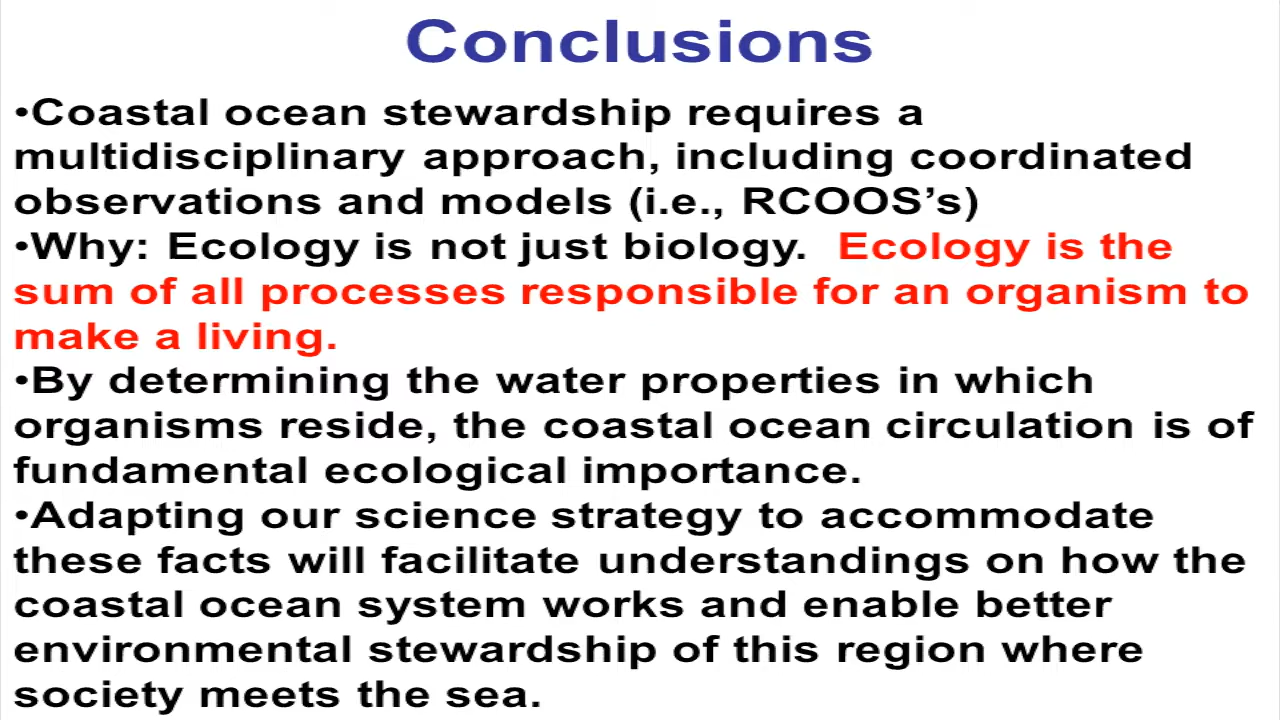 Conclusions
•Coastal ocean stewardship requires a
multidisciplinary approach, including coordinated
observations and models (i.e., RCOOS’s)
•Why: Ecology is not just biology.  Ecology is the
sum of all processes responsible for an organism to
make a living.
•By determining the water properties in which
organisms reside, the coastal ocean circulation is of
fundamental ecological importance.
•Adapting our science strategy to accommodate
these facts will facilitate understandings on how the
coastal ocean system works and enable better
environmental stewardship of this region where
society meets the sea.